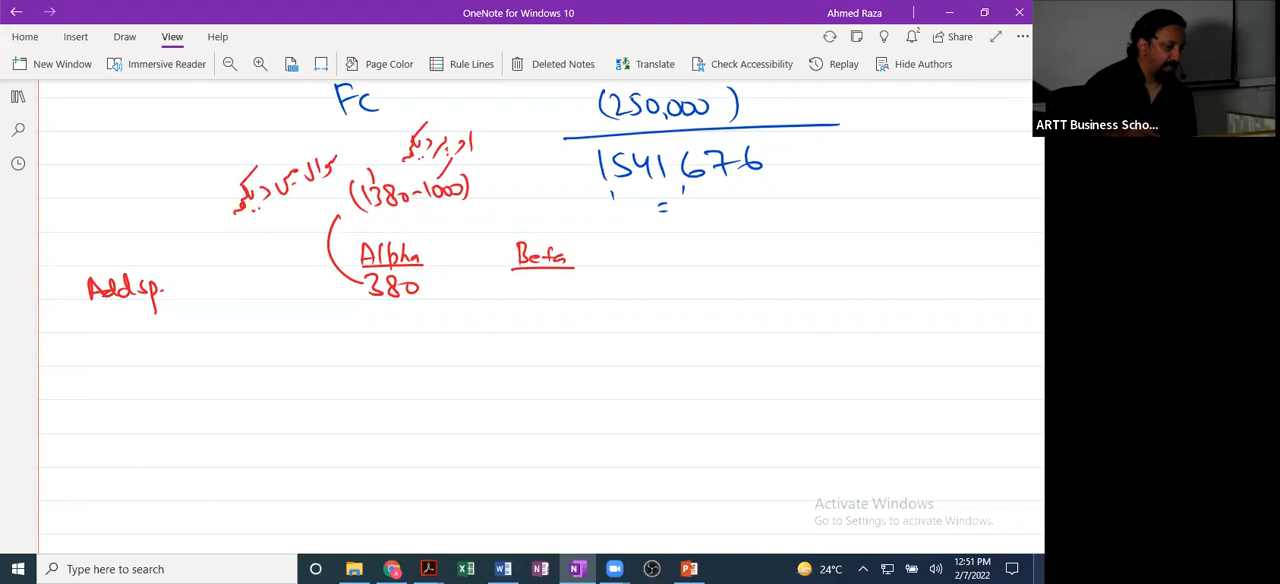 OneNote for Windows 10
Ahmed Raza
Home Insert Draw View Help
2
Share
New Window Immersive Reader Page Color Rule Lines Deleted Notes Translate Check Accessibility Replay Hide Authors
ARTT Business Scho...
FC (250,000)
1541676
(1380-1000)
Alpha Beta
Add sp. 380
Activate Windows
Go to Settings to activate Windows.
Type here to search
24°C
12:51 PM
2/7/2022